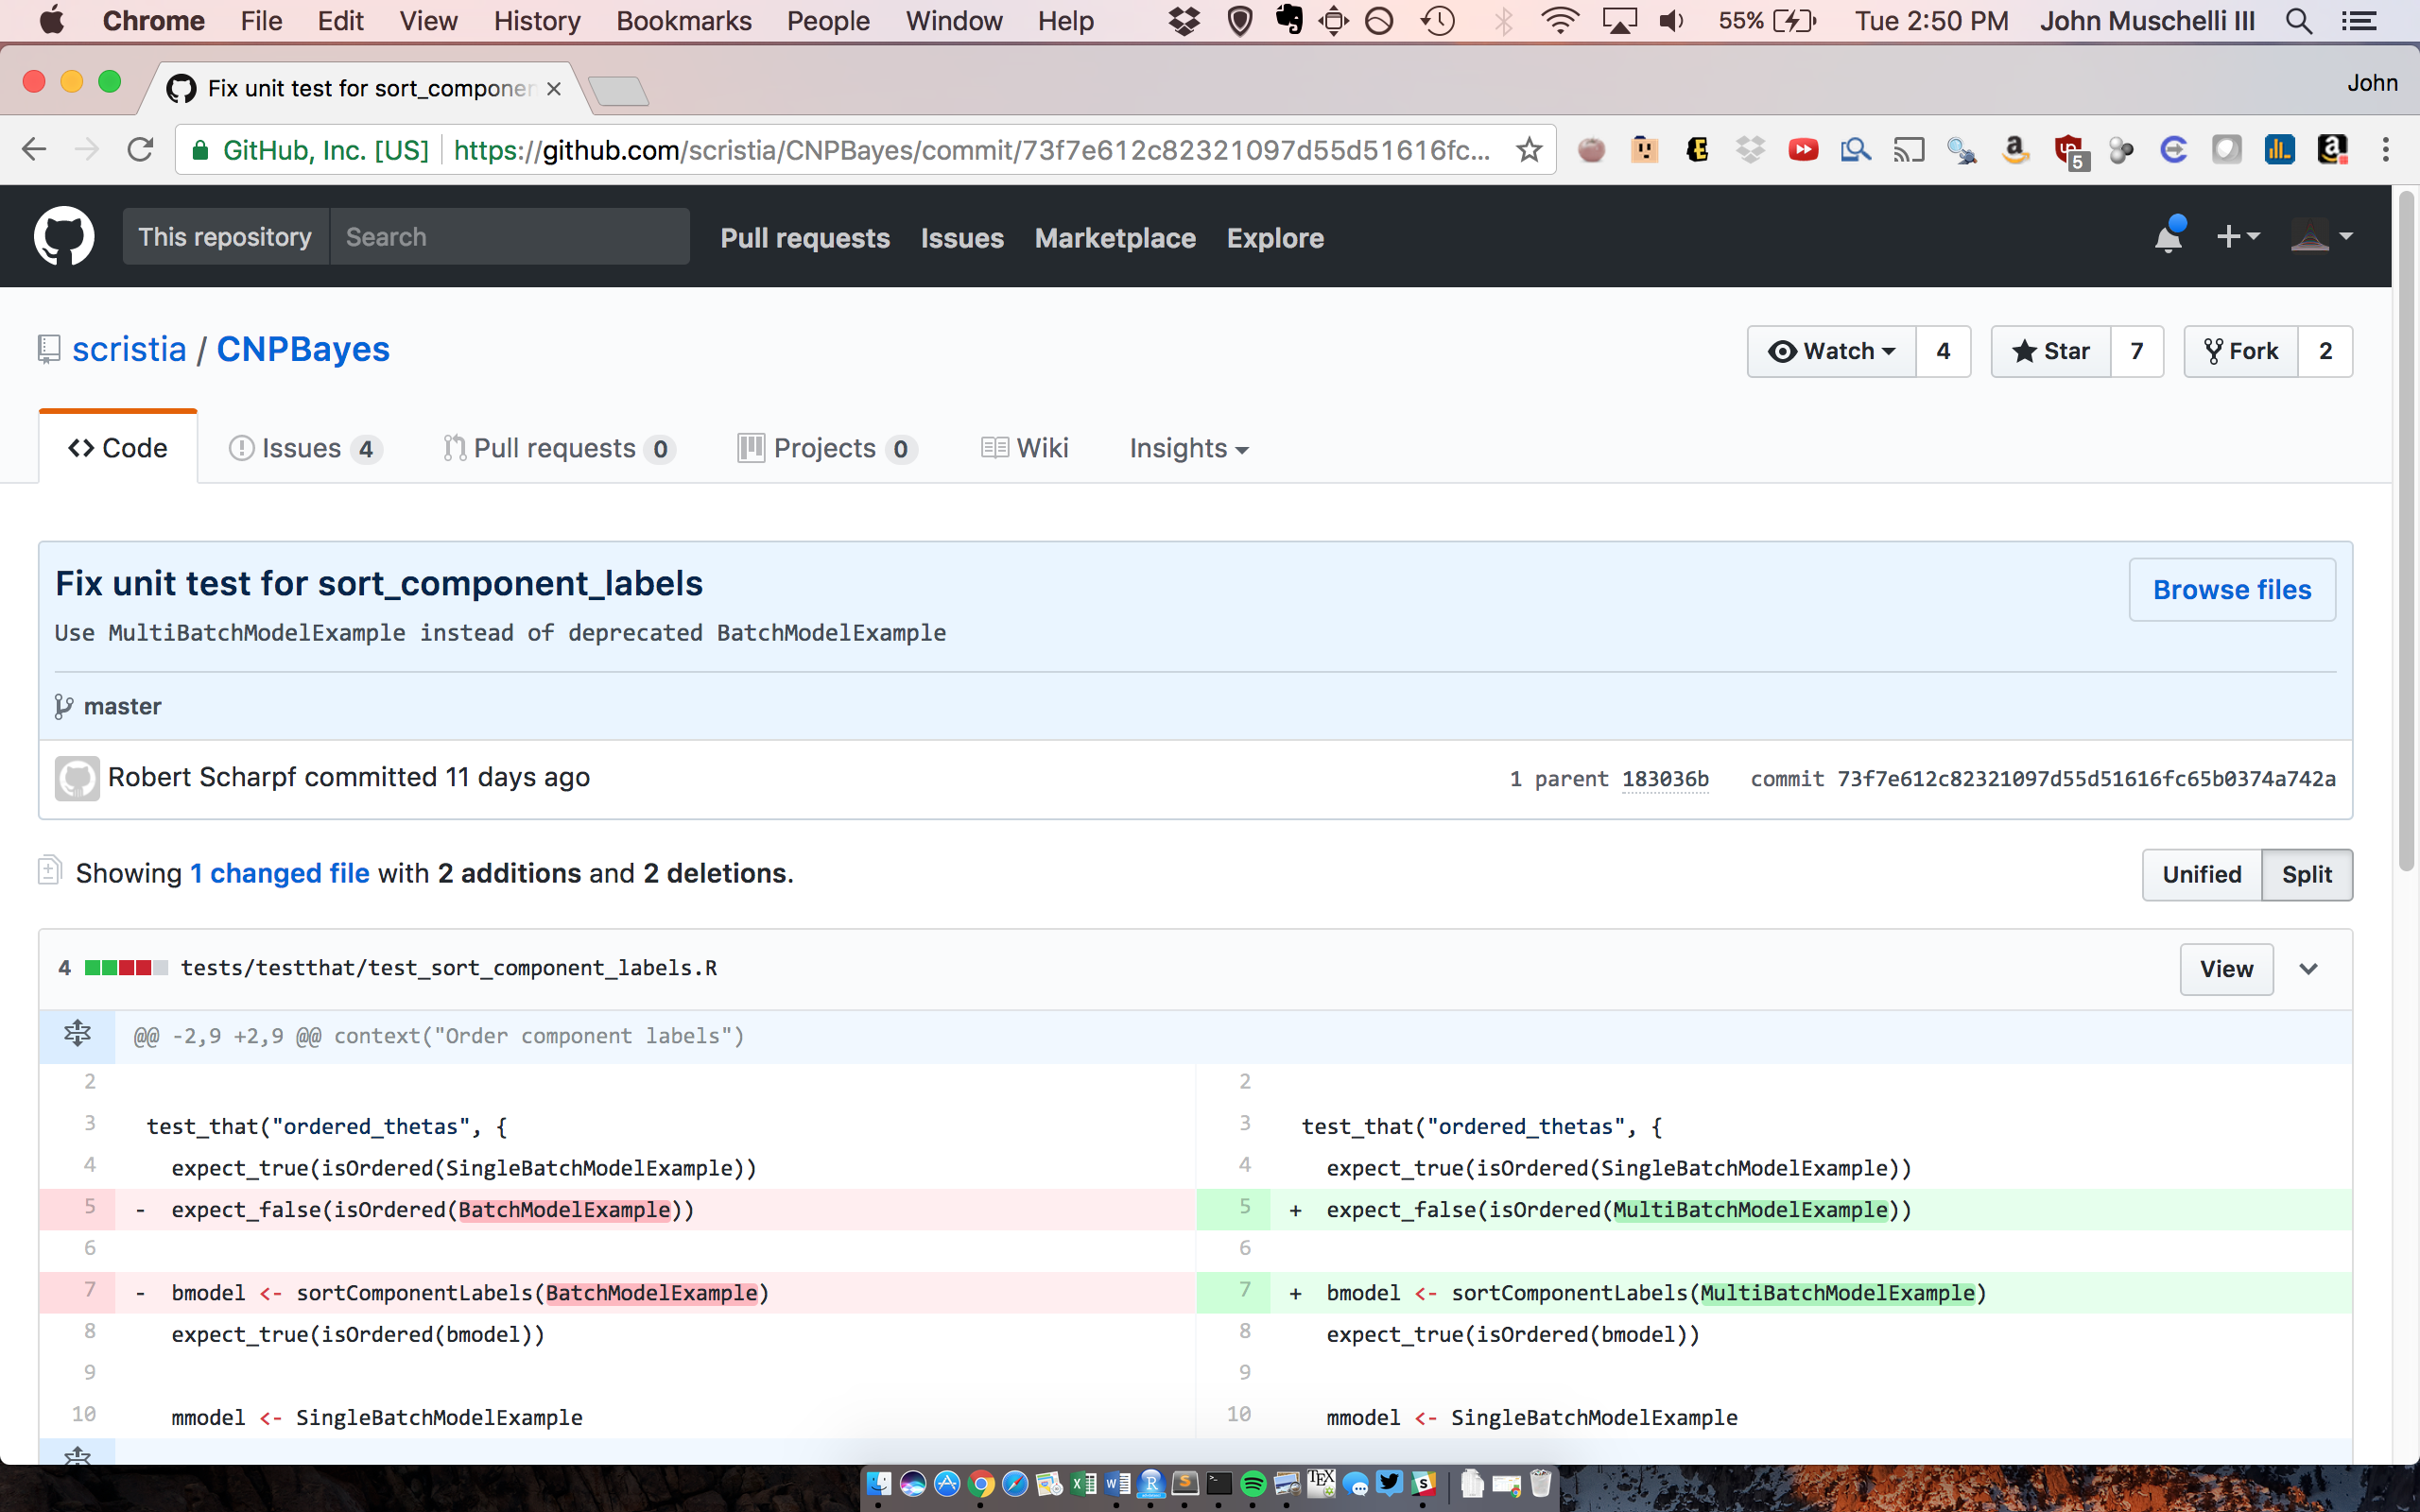 Chrome File Edit View History Bookmarks People Window Help 55% Tue 2:50 PM John Muschelli III
Fix unit test for sort_componen John
GitHub, Inc. [US] https://github.com/scristia/CNPBayes/commit/73f7e612c82321097d55d51616fc... 5
This repository Search Pull requests Issues Marketplace Explore
scristia / CNPBayes Watch 4 Star 7 Fork 2
Code Issues 4 Pull requests 0 Projects 0 Wiki Insights
Fix unit test for sort_component_labels Browse files
Use MultiBatchModelExample instead of deprecated BatchModelExample
master
Robert Scharpf committed 11 days ago 1 parent 183036b commit 73f7e612c82321097d55d51616fc65b0374a742a
Showing 1 changed file with 2 additions and 2 deletions. Unified Split
4 tests/testthat/test_sort_component_labels.R View
@@ -2,9 +2,9 @@ context("Order component labels")
2 2
3 test_that("ordered_thetas", { 3 test_that("ordered_thetas", {
4 expect_true(isOrdered(SingleBatchModelExample)) 4 expect_true(isOrdered(SingleBatchModelExample))
5 - expect_false(isOrdered(BatchModelExample)) 5 + expect_false(isOrdered(MultiBatchModelExample))
6 6
7 - bmodel <- sortComponentLabels(BatchModelExample) 7 + bmodel <- sortComponentLabels(MultiBatchModelExample)
8 expect_true(isOrdered(bmodel)) 8 expect_true(isOrdered(bmodel))
9 9
10 mmodel <- SingleBatchModelExample 10 mmodel <- SingleBatchModelExample